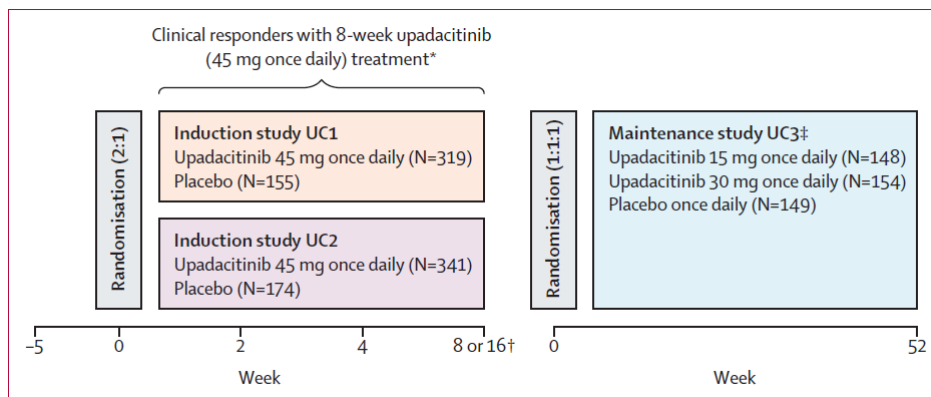 Clinical responders with 8-week upadacitinib
(45 mg once daily) treatment*
Randomisation (2:1)
Induction study UC1
Upadacitinib 45 mg once daily (N=319)
Placebo (N=155)
Induction study UC2
Upadacitinib 45 mg once daily (N=341)
Placebo (N=174)
Randomisation (1:1:1)
Maintenance study UC3‡
Upadacitinib 15 mg once daily (N=148)
Upadacitinib 30 mg once daily (N=154)
Placebo once daily (N=149)
–5 0 2 4 8 or 16†
Week
0 52
Week